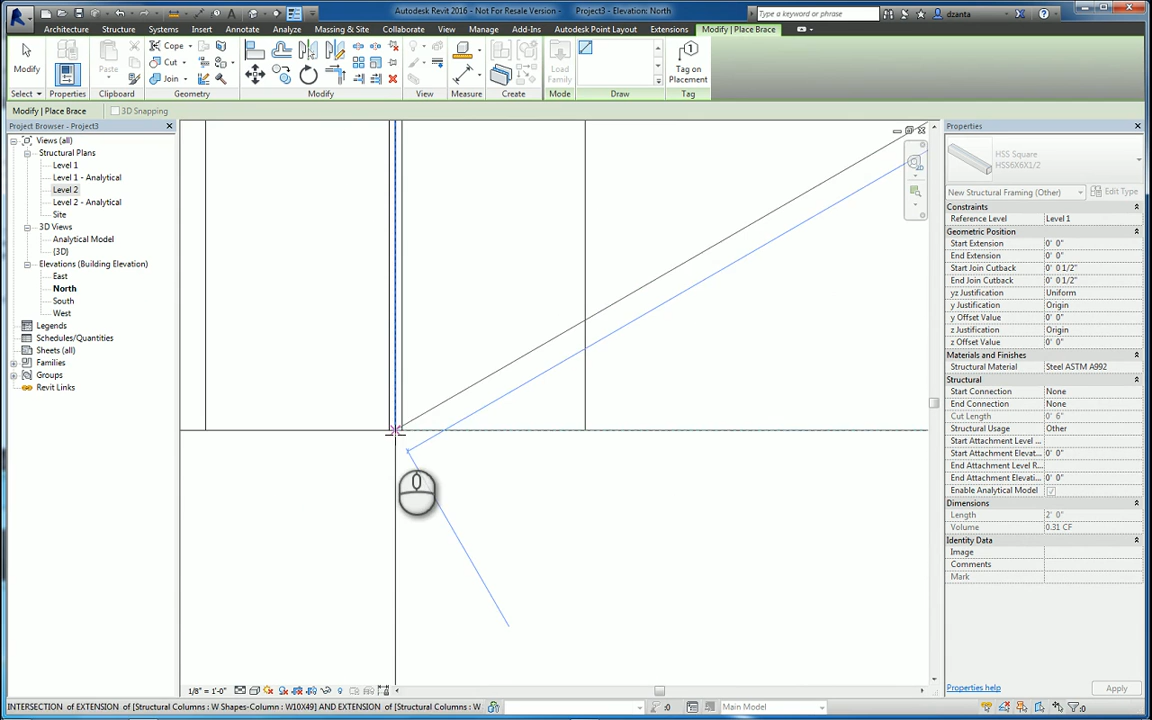 Autodesk Revit 2016 - Not For Resale Version - Project3 - Elevation: North
Type a keyword or phrase
dzanta
Architecture Structure Systems Insert Annotate Analyze Massing & Site Collaborate View Manage Add-Ins Autodesk Point Layout Extensions Modify | Place Brace
Modify
Paste
Cope
Cut
Join
Load Family
Tag on Placement
Select Properties Clipboard Geometry Modify View Measure Create Mode Draw Tag
Modify | Place Brace 3D Snapping
Project Browser - Project3
Views (all)
Structural Plans
Level 1
Level 1 - Analytical
Level 2
Level 2 - Analytical
Site
3D Views
Analytical Model
{3D}
Elevations (Building Elevation)
East
North
South
West
Legends
Schedules/Quantities
Sheets (all)
Families
Groups
Revit Links
Properties
HSS Square
HSS6X6X1/2
New Structural Framing (Other) Edit Type
Constraints
Reference Level Level 1
Geometric Position
Start Extension 0' 0"
End Extension 0' 0"
Start Join Cutback 0' 0 1/2"
End Join Cutback 0' 0 1/2"
yz Justification Uniform
y Justification Origin
y Offset Value 0' 0"
z Justification Origin
z Offset Value 0' 0"
Materials and Finishes
Structural Material Steel ASTM A992
Structural
Start Connection None
End Connection None
Cut Length 0' 6"
Structural Usage Other
Start Attachment Level ...
Start Attachment Elevat... 0' 0"
End Attachment Level R...
End Attachment Elevati... 0' 0"
Enable Analytical Model
Dimensions
Length 2' 0"
Volume 0.31 CF
Identity Data
Image
Comments
Mark
Properties help Apply
1/8" = 1'-0"
INTERSECTION of EXTENSION of [Structural Columns : W Shapes-Column : W10X49] AND EXTENSION of [Structural Columns : W :0 Main Model :0